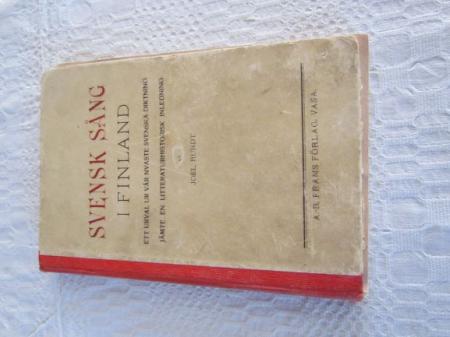 SVENSK SÅNG
I FINLAND
ETT URVAL UR VÅR NYASTE SVENSKA DIKTNING
JÄMTE EN LITTERATURHISTORISK INLEDNING
AV
JOEL RUNDT
A.-B. FRAMS FÖRLAG, VASA.